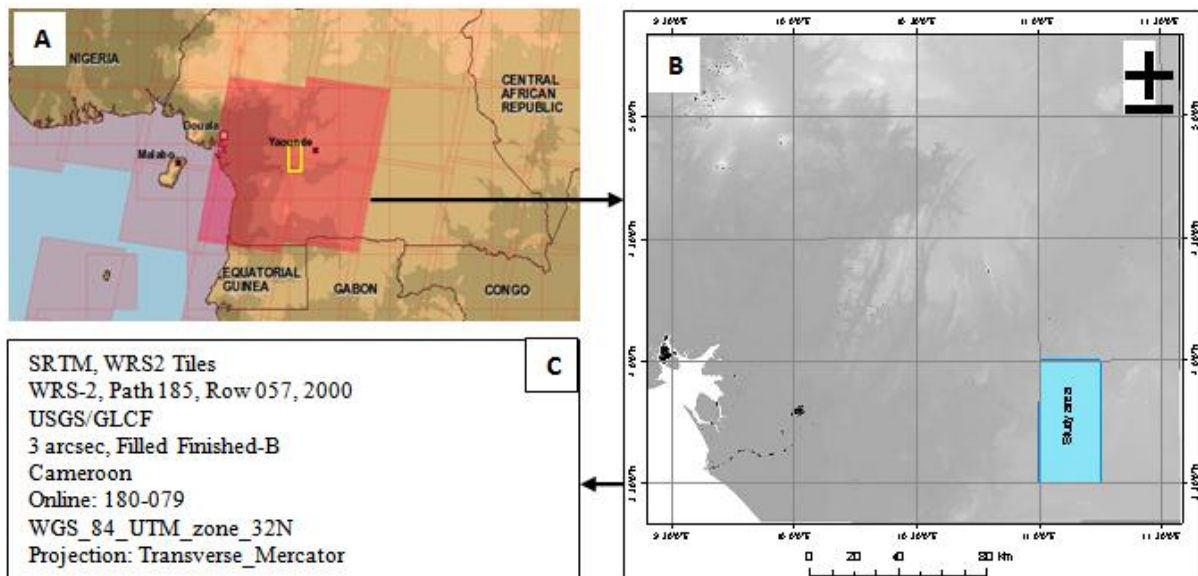 A
NIGERIA
CENTRAL
AFRICAN
REPUBLIC
Douala
Yaounde
Malabo
EQUATORIAL
GUINEA
GABON
CONGO
B
Study area
0 20 40 80 Km
C
SRTM, WRS2 Tiles
WRS-2, Path 185, Row 057, 2000
USGS/GLCF
3 arcsec, Filled Finished-B
Cameroon
Online: 180-079
WGS_84_UTM_zone_32N
Projection: Transverse_Mercator